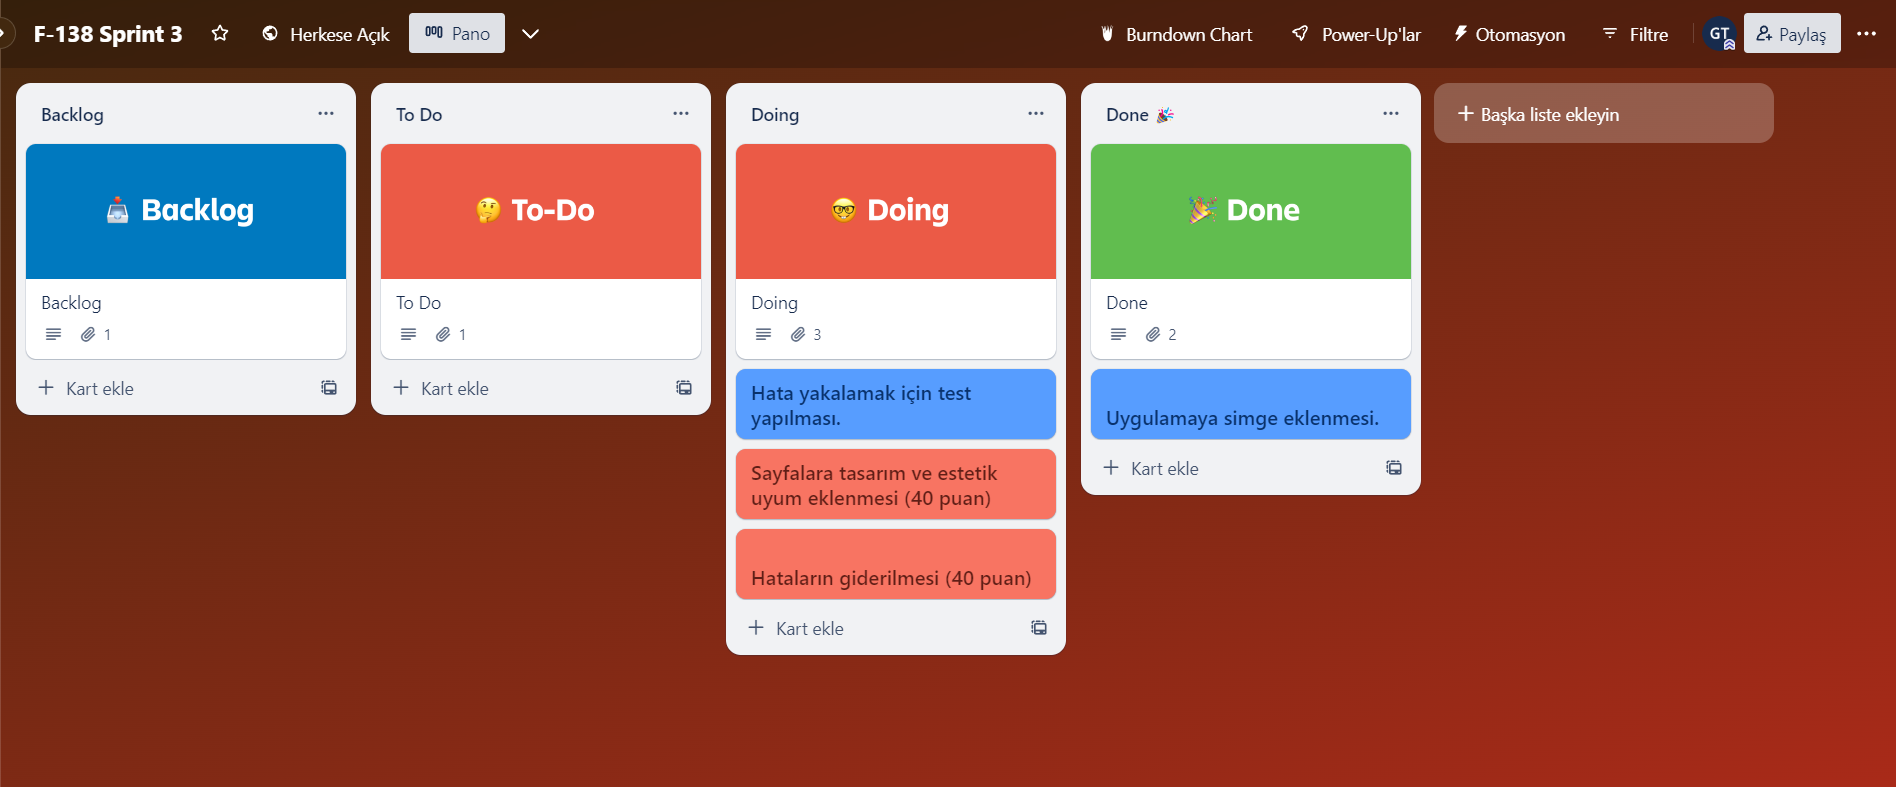 F-138 Sprint 3
Herkese Açık
Pano
Burndown Chart
Power-Up'lar
Otomasyon
Filtre
GT
Paylaş
Backlog
Backlog
Backlog
1
Kart ekle
To Do
To-Do
To Do
1
Kart ekle
Doing
Doing
Doing
3
Hata yakalamak için test
yapılması.
Sayfalara tasarım ve estetik
uyum eklenmesi (40 puan)
Hataların giderilmesi (40 puan)
Kart ekle
Done
Done
Done
2
Uygulamaya simge eklenmesi.
Kart ekle
Başka liste ekleyin